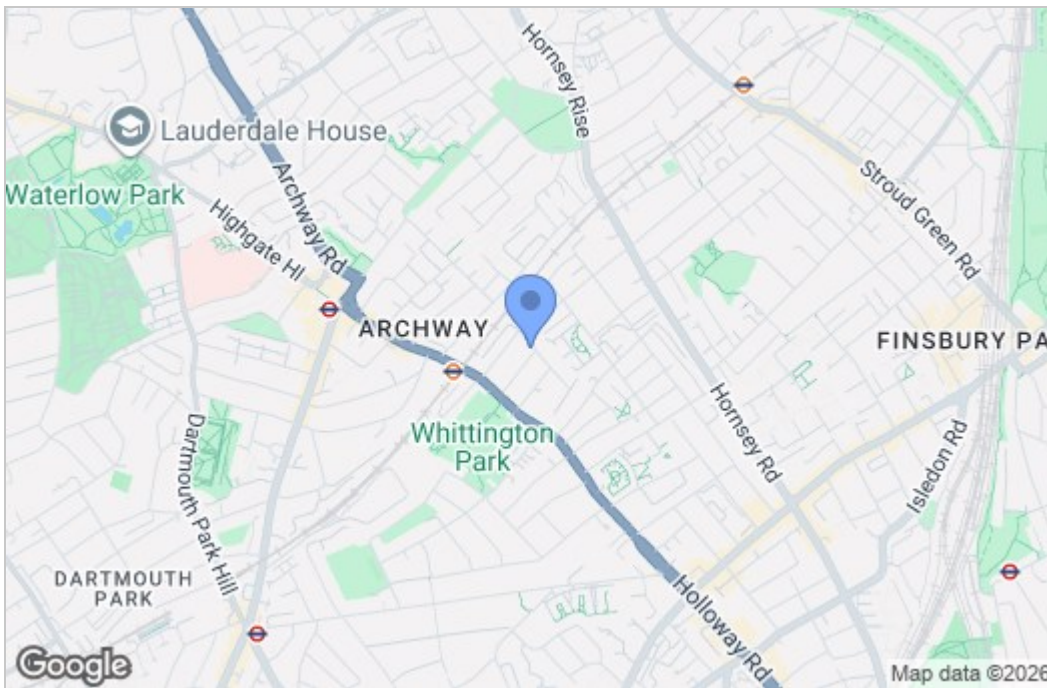 Hornsey Rise
Lauderdale House
Archway Rd
Stroud Green Rd
Waterlow Park
Highgate Hl
ARCHWAY
FINSBURY PA
Hornsey Rd
Whittington
Park
Isledon Rd
Dartmouth Park Hill
DARTMOUTH
PARK
Holloway Rd
Google
Map data ©2026